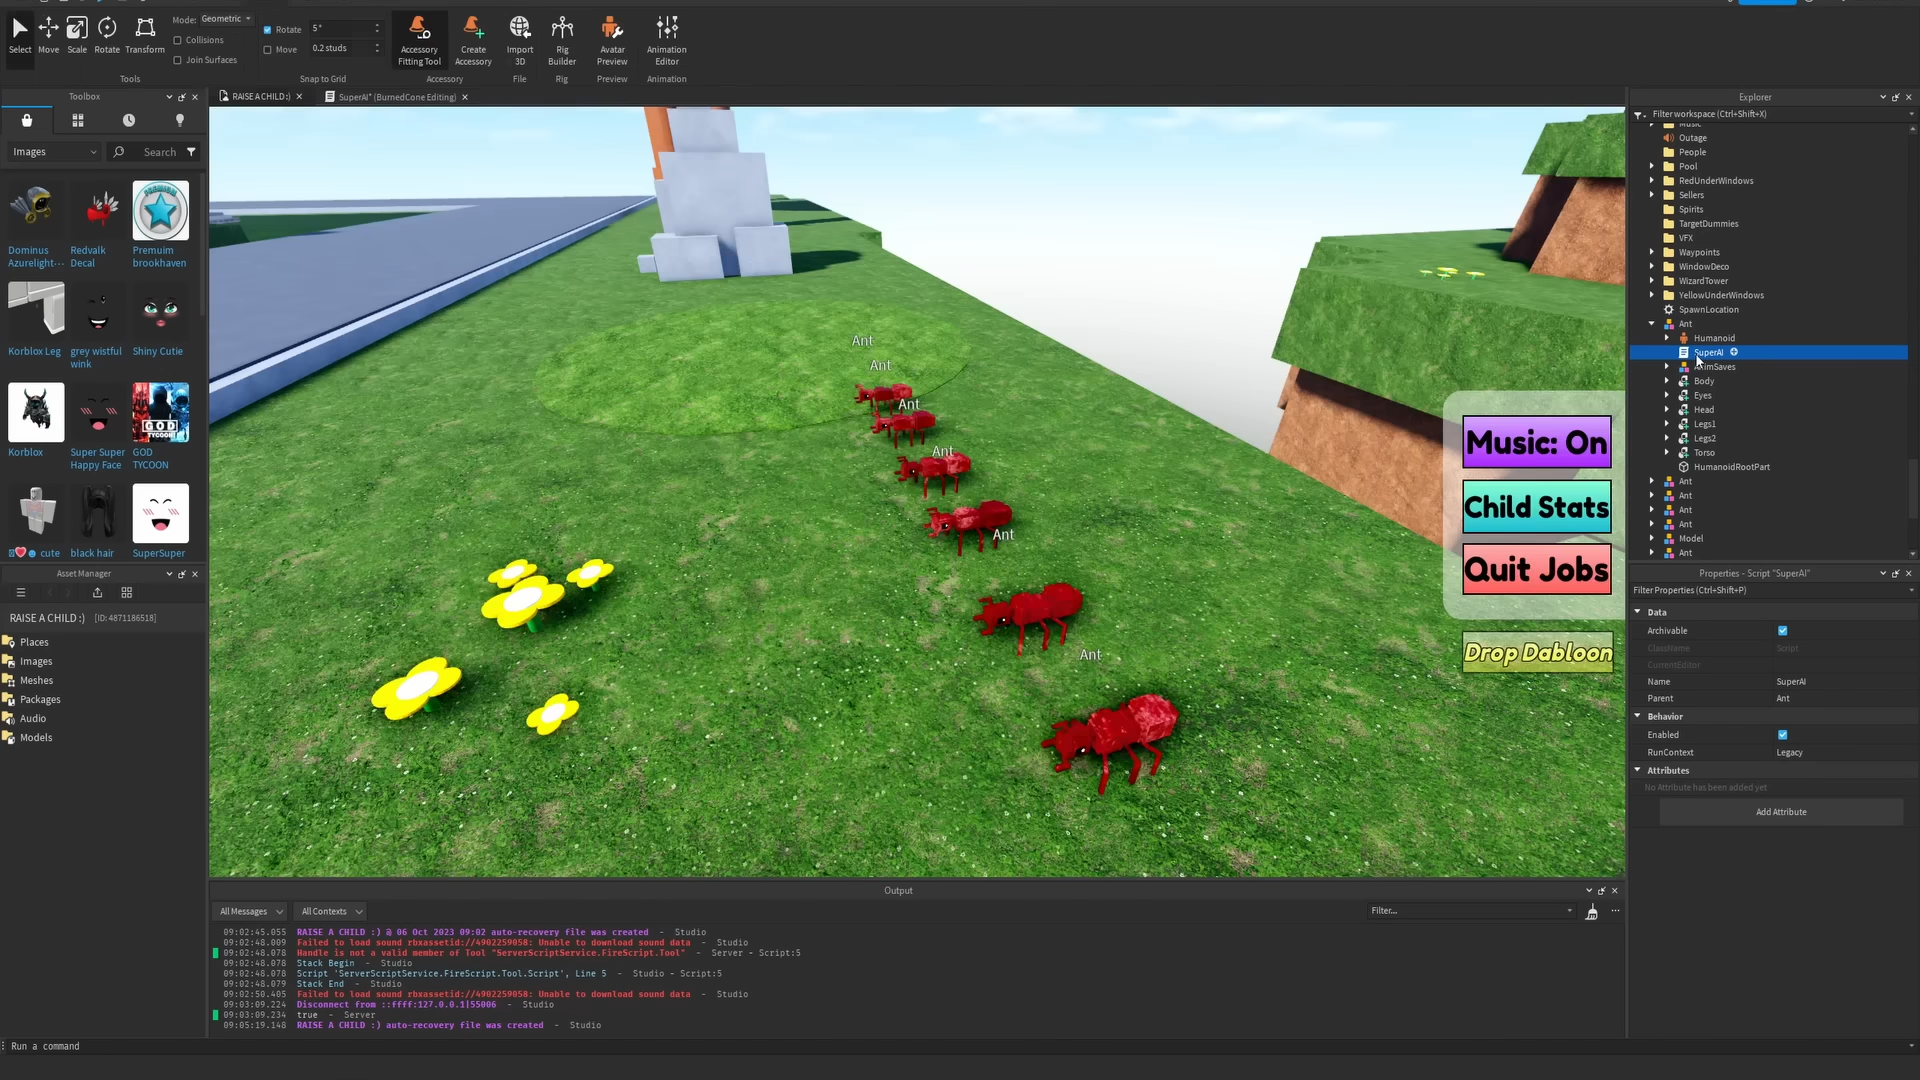 Select
Move
Scale
Rotate
Transform
Mode:
Geometric
Collisions
Join Surfaces
Tools
Rotate
5 °
Move
0.2 studs
Snap to Grid
Accessory
Fitting Tool
Create
Accessory
Accessory
Import
3D
File
Rig
Builder
Rig
Avatar
Preview
Preview
Animation
Editor
Animation
Toolbox
RAISE A CHILD :)
SuperAI* (BurnedCone Editing)
Images
Search
Dominus
Azurelight-···
Redvalk
Decal
Premuim
brookhaven
Korblox Leg
grey wistful
wink
Shiny Cutie
Korblox
Super Super
Happy Face
GOD
TYCOON!
GOD
TYCOON
cute
black hair
SuperSuper
Asset Manager
RAISE A CHILD :)
[ID: 4871186518]
Places
Images
Meshes
Packages
Audio
Models
Ant
Ant
Ant
Ant
Ant
Ant
Music: On
Child Stats
Quit Jobs
Drop Dabloon
Explorer
Filter workspace (Ctrl+Shift+X)
Music
Outage
People
Pool
RedUnderWindows
Sellers
Spirits
TargetDummies
VFX
Waypoints
WindowDeco
WizardTower
YellowUnderWindows
SpawnLocation
Ant
Humanoid
SuperAI
AnimSaves
Body
Eyes
Head
Legs1
Legs2
Torso
HumanoidRootPart
Ant
Ant
Ant
Ant
Model
Ant
Properties - Script "SuperAI"
Filter Properties (Ctrl+Shift+P)
Data
Archivable
ClassName
Script
CurrentEditor
Name
SuperAI
Parent
Ant
Behavior
Enabled
RunContext
Legacy
Attributes
No Attribute has been added yet
Add Attribute
Output
All Messages
All Contexts
Filter...
09:02:45.055 RAISE A CHILD :) @ 06 Oct 2023 09:02 auto-recovery file was created - Studio
09:02:48.009 Failed to load sound rbxassetid://4902259058: Unable to download sound data - Studio
09:02:48.078 Handle is not a valid member of Tool "ServerScriptService.FireScript.Tool" - Server - Script:5
09:02:48.078 Stack Begin - Studio
09:02:48.078 Script 'ServerScriptService.FireScript.Tool.Script', Line 5 - Studio - Script:5
09:02:48.079 Stack End - Studio
09:02:50.405 Failed to load sound rbxassetid://4902259058: Unable to download sound data - Studio
09:03:09.224 Disconnect from ::ffff:127.0.0.1|55006 - Studio
09:03:09.234 true - Server
09:05:19.148 RAISE A CHILD :) auto-recovery file was created - Studio
Run a command